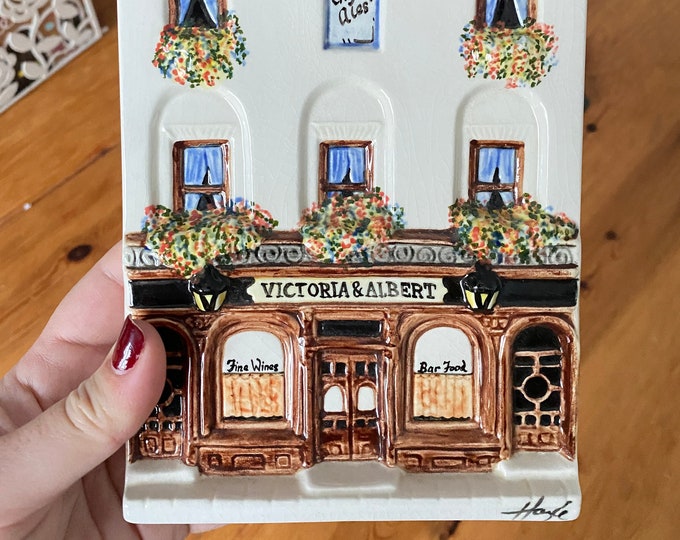 Ales
VICTORIA & ALBERT
Fine Wines
Bar Food